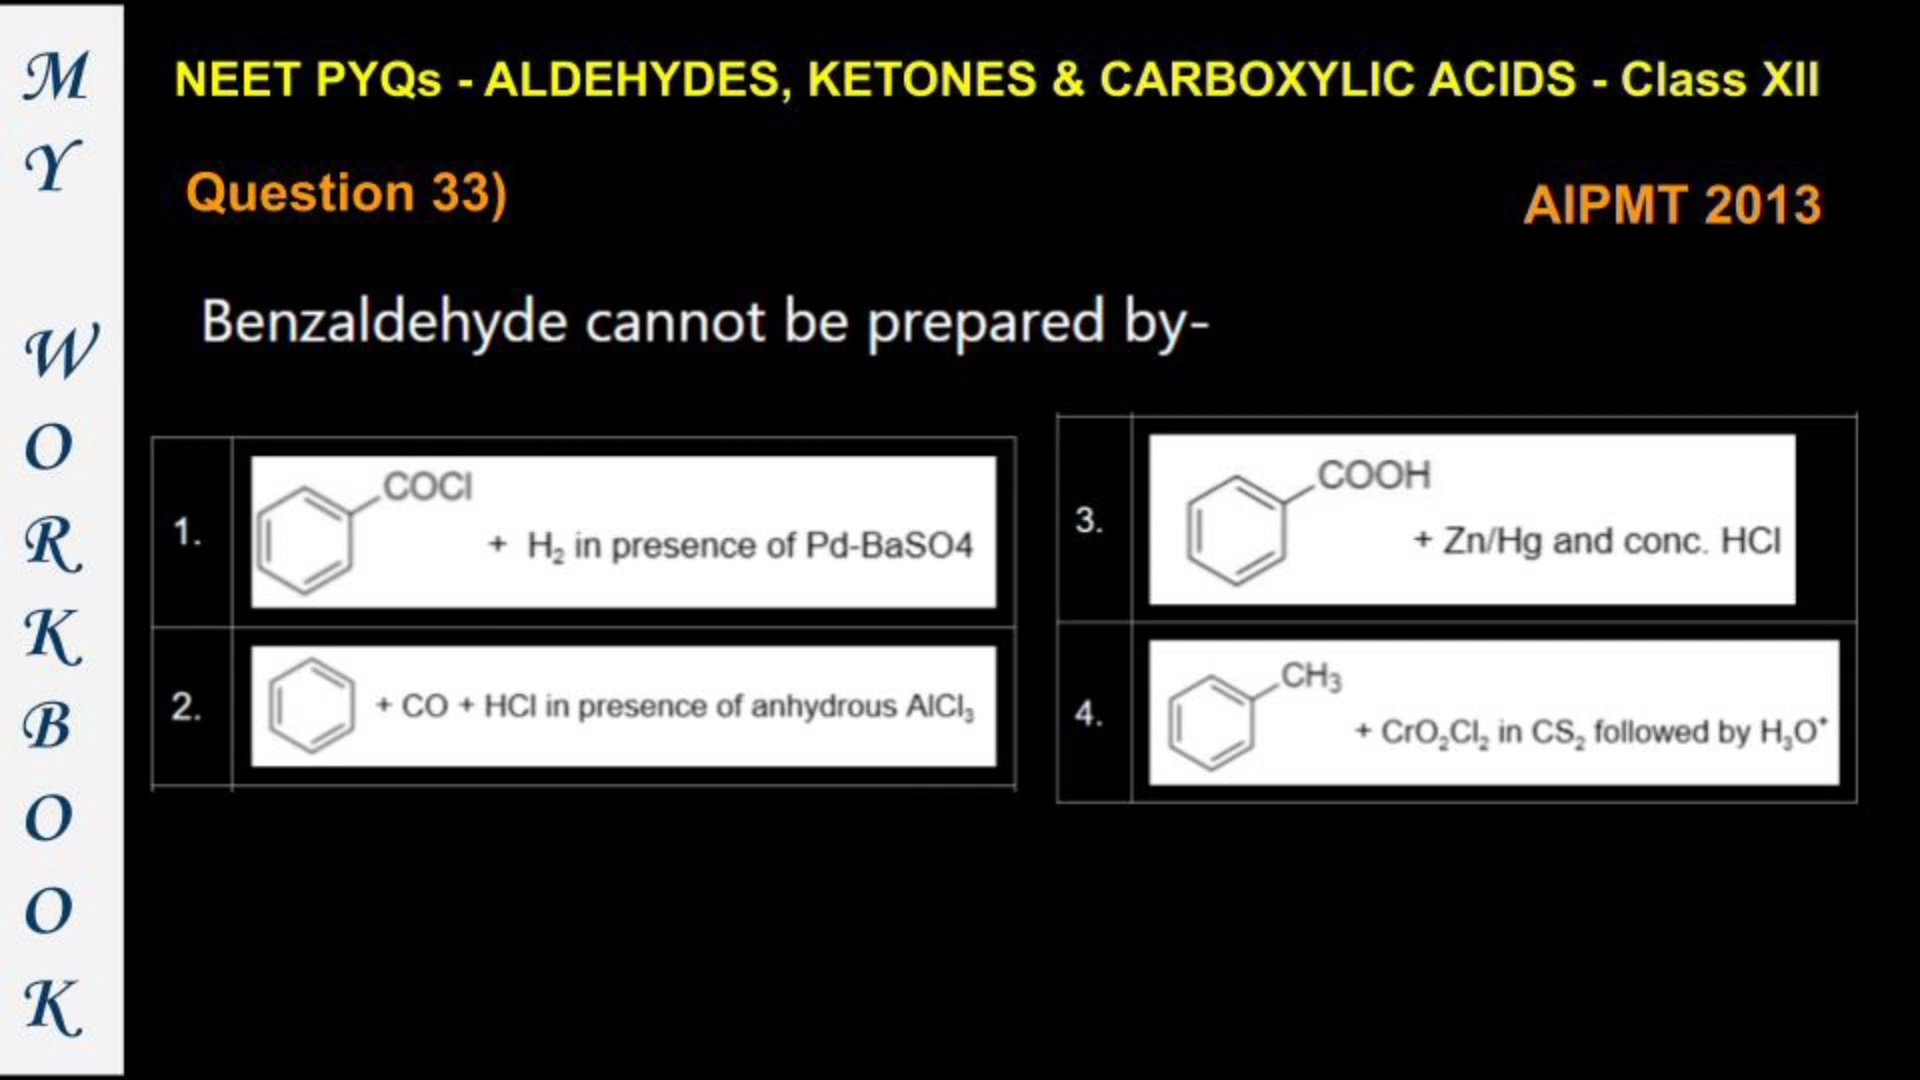 MY WORKBOOK
NEET PYQs - ALDEHYDES, KETONES & CARBOXYLIC ACIDS - Class XII
Question 33)
AIPMT 2013
Benzaldehyde cannot be prepared by-
1.
COCl
+ H₂ in presence of Pd-BaSO4
2.
+ CO + HCl in presence of anhydrous AlCl₃
3.
COOH
+ Zn/Hg and conc. HCl
4.
CH₃
+ CrO₂Cl₂ in CS₂ followed by H₃O⁺